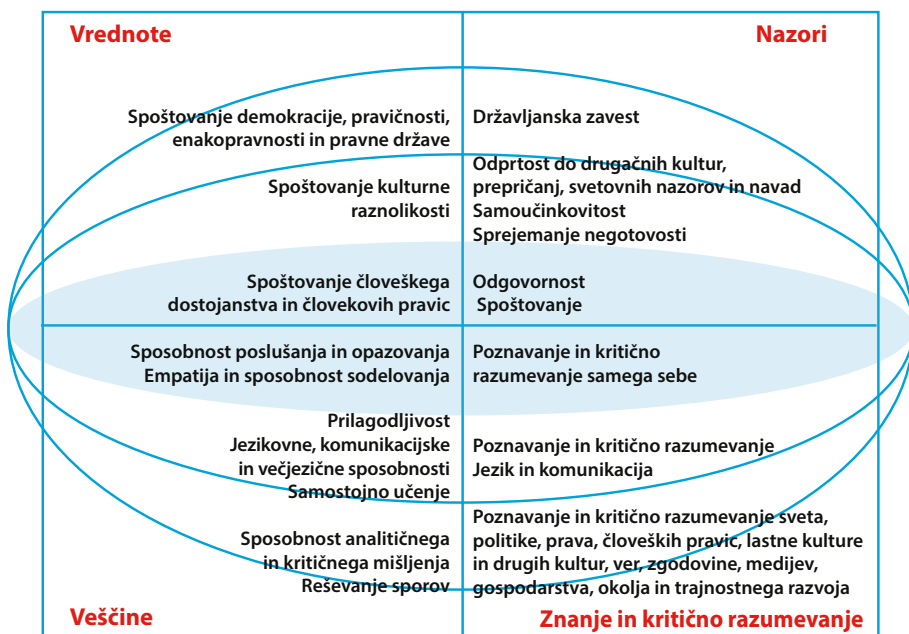 Vrednote
Spoštovanje demokracije, pravičnosti,
enakopravnosti in pravne države
Spoštovanje kulturne
raznolikosti
Spoštovanje človeškega
dostojanstva in človekovih pravic
Nazori
Državljanska zavest
Odprtost do drugačnih kultur,
prepričanj, svetovnih nazorov in navad
Samoučinkovitost
Sprejemanje negotovosti
Odgovornost
Spoštovanje
Sposobnost poslušanja in opazovanja
Empatija in sposobnost sodelovanja
Prilagodljivost
Jezikovne, komunikacijske
in večjezične sposobnosti
Samostojno učenje
Sposobnost analitičnega
in kritičnega mišljenja
Reševanje sporov
Veščine
Poznavanje in kritično
razumevanje samega sebe
Poznavanje in kritično razumevanje
Jezik in komunikacija
Poznavanje in kritično razumevanje sveta,
politike, prava, človeških pravic, lastne kulture
in drugih kultur, ver, zgodovine, medijev,
gospodarstva, okolja in trajnostnega razvoja
Znanje in kritično razumevanje